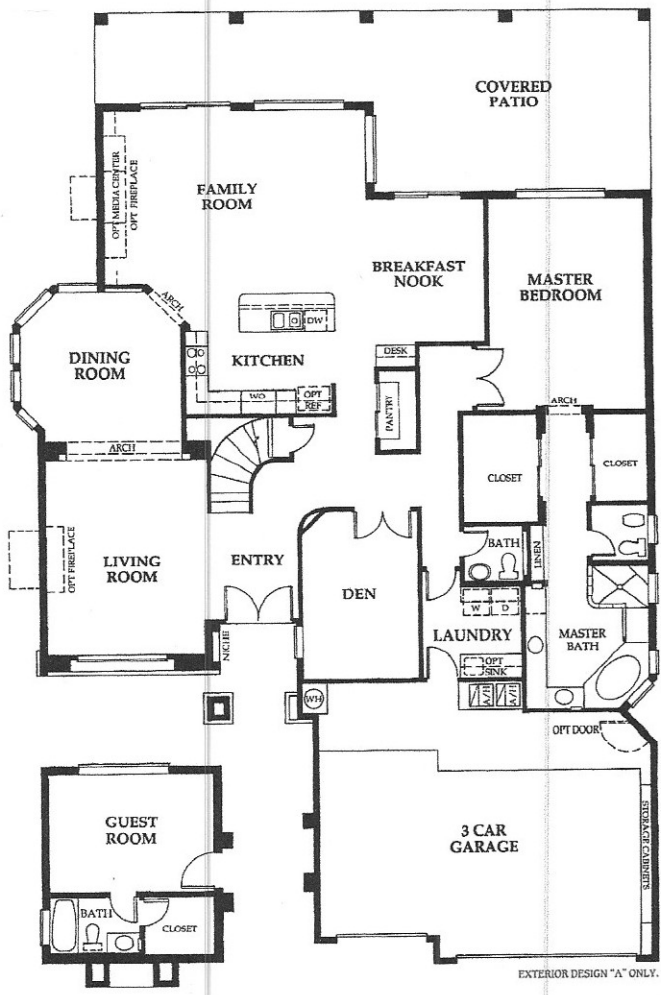 COVERED
PATIO
OPT MEDIA CENTER
OPT FIREPLACE
FAMILY
ROOM
BREAKFAST
NOOK
MASTER
BEDROOM
ARCH
DW
DINING
ROOM
KITCHEN
DESK
WO
OPT
REF
PANTRY
ARCH
ARCH
CLOSET
CLOSET
OPT FIREPLACE
LIVING
ROOM
ENTRY
BATH
LINEN
DEN
W
D
LAUNDRY
MASTER
BATH
NICHE
OPT
SINK
WH
A/H
A/H
OPT DOOR
GUEST
ROOM
3 CAR
GARAGE
STORAGE CABINETS
BATH
CLOSET
EXTERIOR DESIGN "A" ONLY.